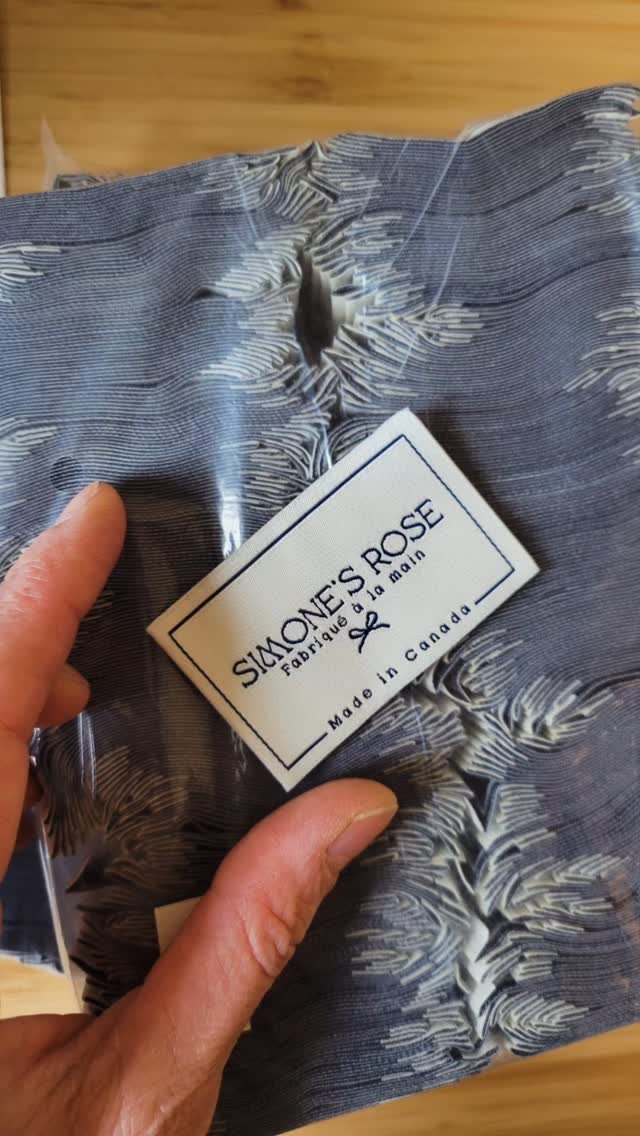 SIMONE'S ROSE
Fabriqué à la main
Made in Canada